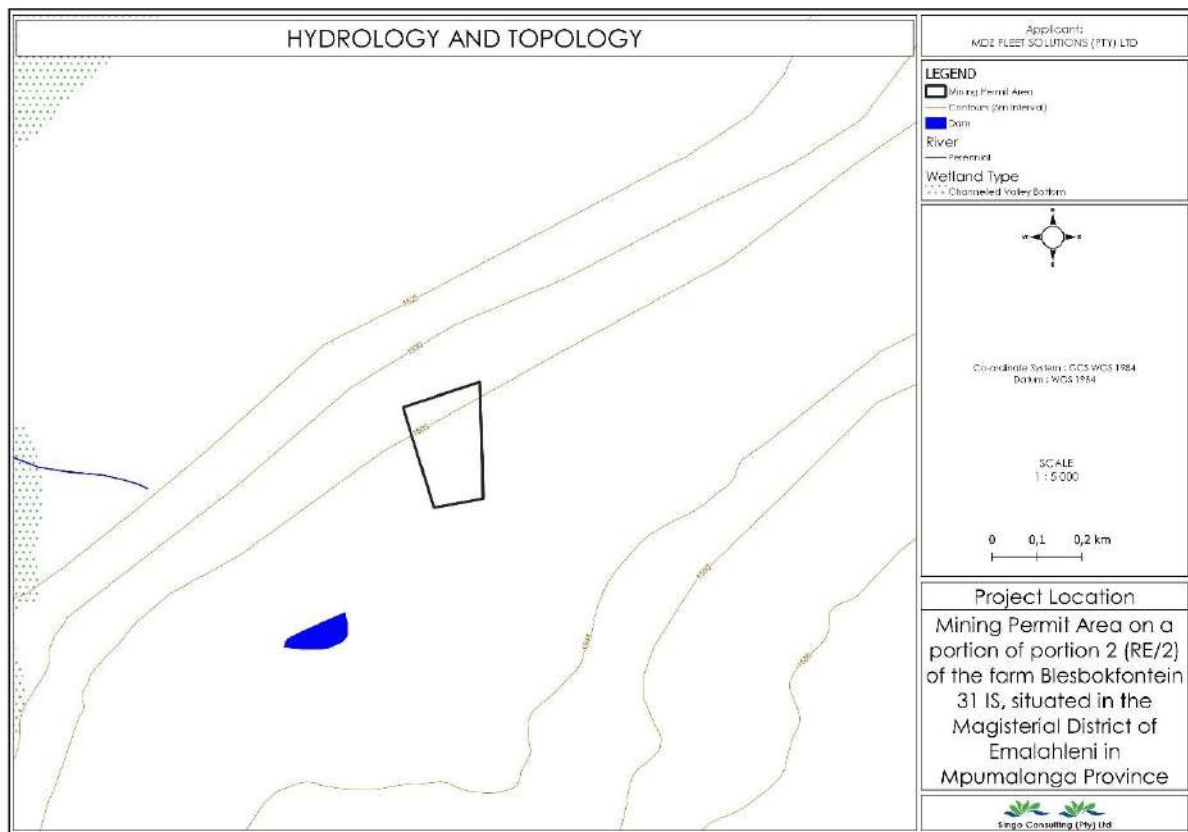 HYDROLOGY AND TOPOLOGY
Applicant:
MDZ FLEET SOLUTIONS (PTY) LTD
LEGEND
Mining Permit Area
Contours (5m Interval)
Dam
River
Perennial
Wetland Type
Channeled Valley Bottom
Co-ordinate System : GCS WGS 1984
Datum : WGS 1984
SCALE
1 : 5 000
0 0,1 0,2 km
Project Location
Mining Permit Area on a
portion of portion 2 (RE/2)
of the farm Blesbokfontein
31 IS, situated in the
Magisterial District of
Emalahleni in
Mpumalanga Province
Singo Consulting (Pty) Ltd